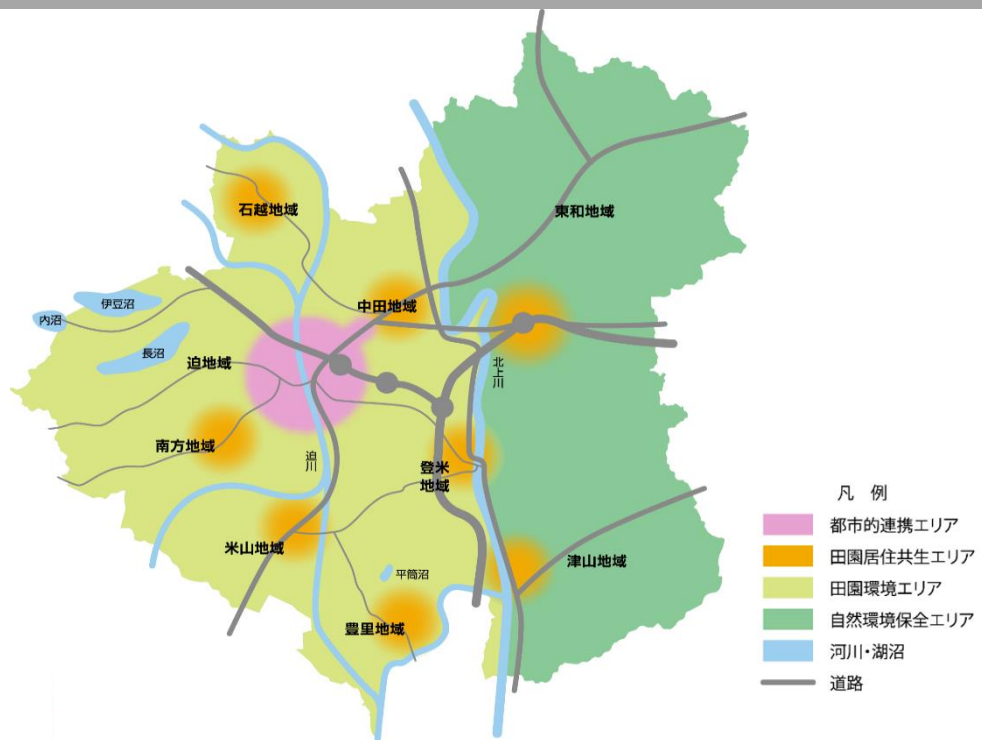 石越地域
東和地域
伊豆沼
内沼
中田地域
長沼
迫地域
北上川
南方地域
迫川
登米
地域
米山地域
津山地域
平筒沼
豊里地域
凡 例
都市的連携エリア
田園居住共生エリア
田園環境エリア
自然環境保全エリア
河川・湖沼
道路